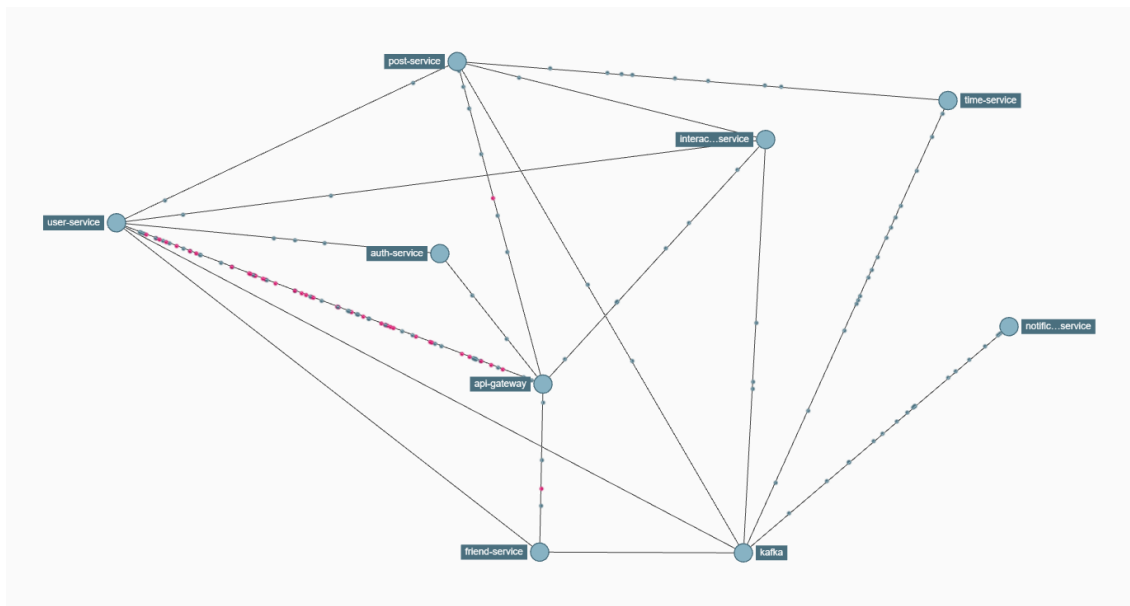 post-service
time-service
interac...service
user-service
auth-service
notific...service
api-gateway
friend-service
kafka